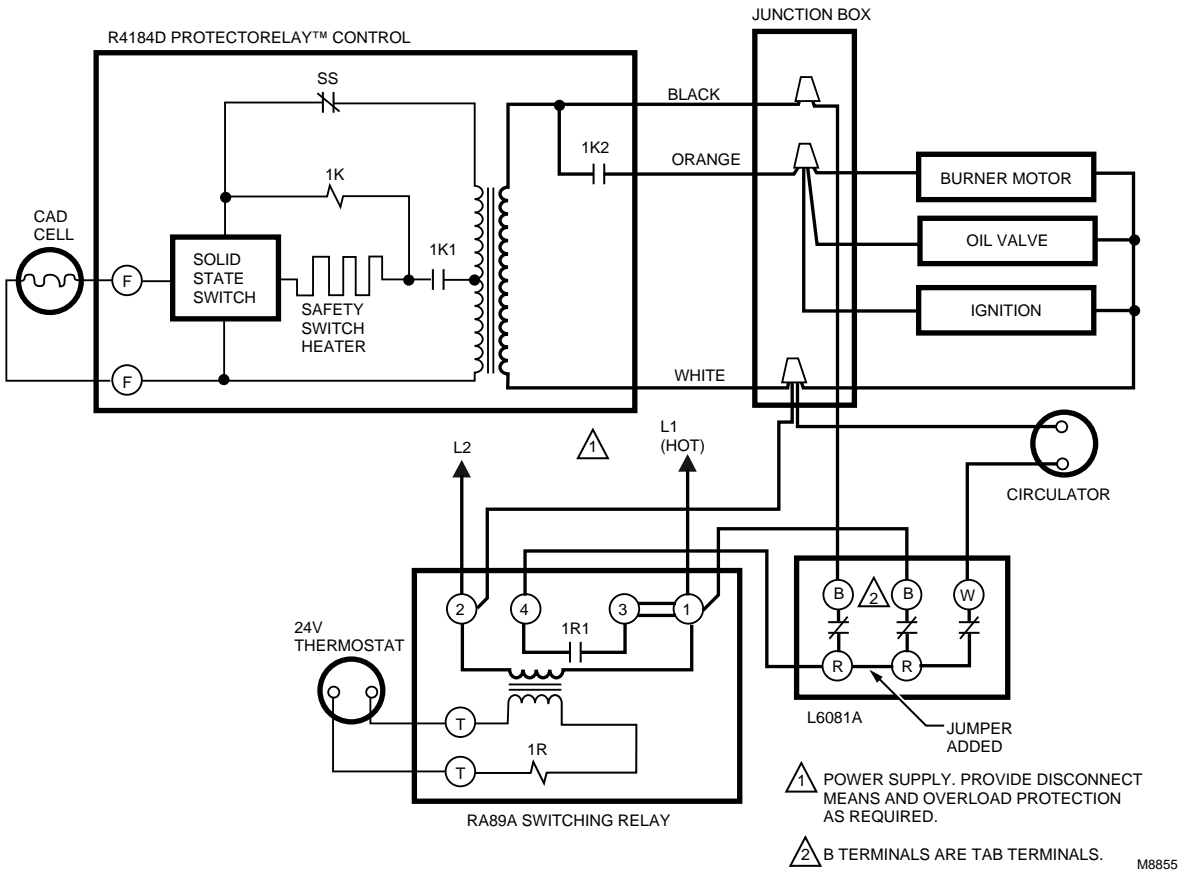 JUNCTION BOX
R4184D PROTECTORELAY™ CONTROL
SS
BLACK
1K2
ORANGE
BURNER MOTOR
1K
CAD
CELL
1K1
OIL VALVE
SOLID
STATE
SWITCH
F
SAFETY
SWITCH
HEATER
IGNITION
F
WHITE
L2
1
L1
(HOT)
CIRCULATOR
B
2
B
W
2
4
3
1
24V
THERMOSTAT
1R1
R
R
L6081A
JUMPER
ADDED
T
1R
T
RA89A SWITCHING RELAY
1 POWER SUPPLY. PROVIDE DISCONNECT
MEANS AND OVERLOAD PROTECTION
AS REQUIRED.
2 B TERMINALS ARE TAB TERMINALS.
M8855